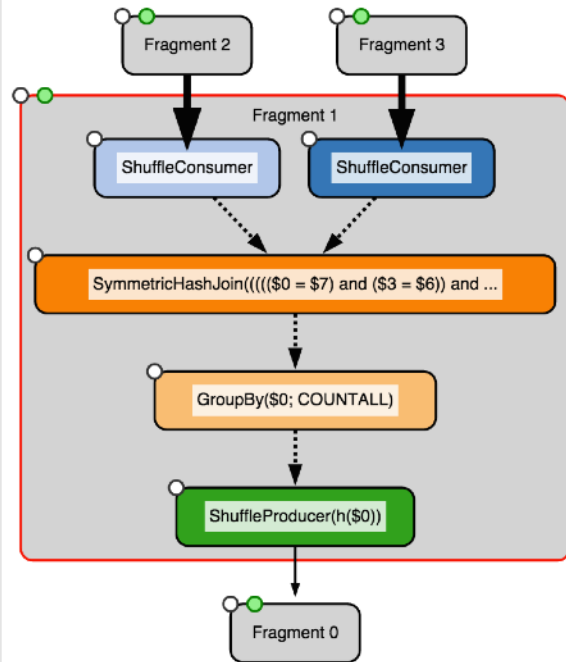 Fragment 2
Fragment 3
Fragment 1
ShuffleConsumer
ShuffleConsumer
SymmetricHashJoin((((($0 = $7) and ($3 = $6)) and ...
GroupBy($0; COUNTALL)
ShuffleProducer(h($0))
Fragment 0